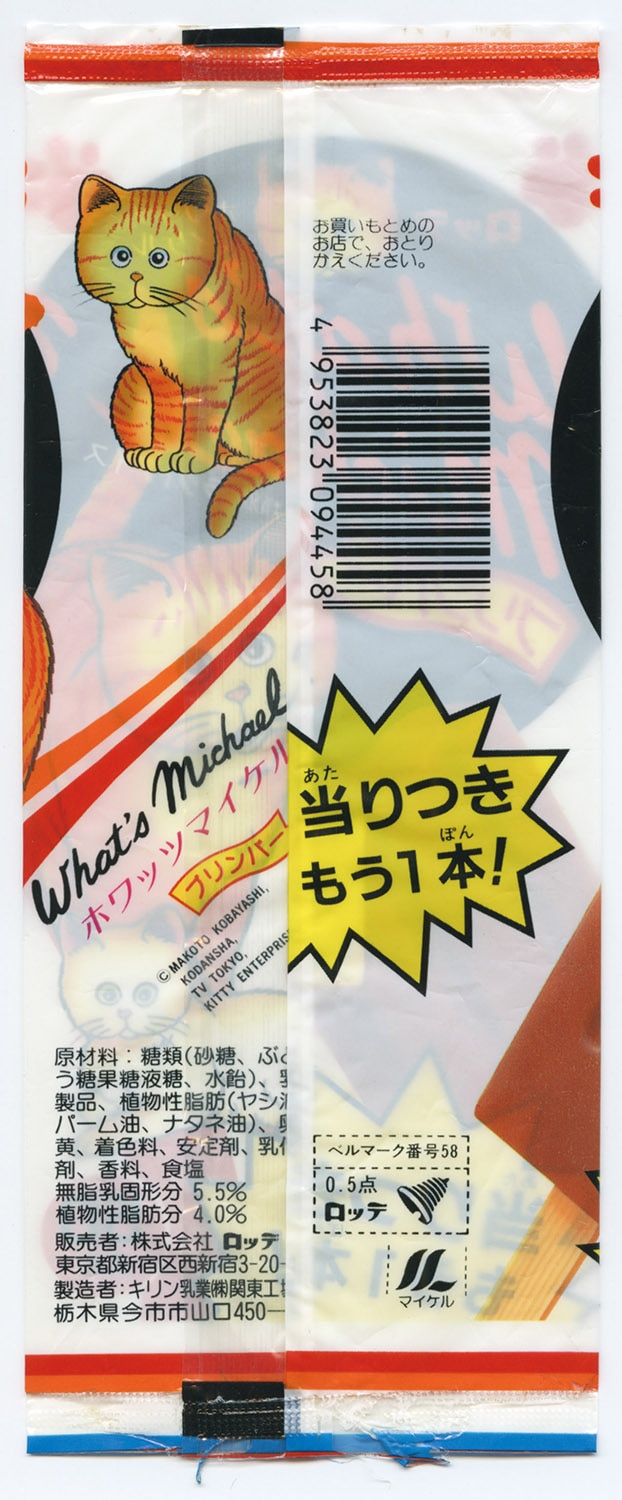 お買いもとめの
お店で、おとり
かえください。
4 953823 094458
What's Michael
ホワッツマイケル
プリンバー
©MAKOTO KOBAYASHI,
KODANSHA,
TV TOKYO,
KITTY ENTERPRIS
あた
当りつき
ぽん
もう1本!
原材料：糖類(砂糖、ぶど
う糖果糖液糖、水飴)、乳
製品、植物性脂肪(ヤシ油
パーム油、ナタネ油)、卵
黄、着色料、安定剤、乳化
剤、香料、食塩
無脂乳固形分 5.5%
植物性脂肪分 4.0%
販売者：株式会社 ロッテ
東京都新宿区西新宿3-20-
製造者：キリン乳業㈱関東工場
栃木県今市市山口450-
ベルマーク番号58
0.5点
ロッテ
マイケル